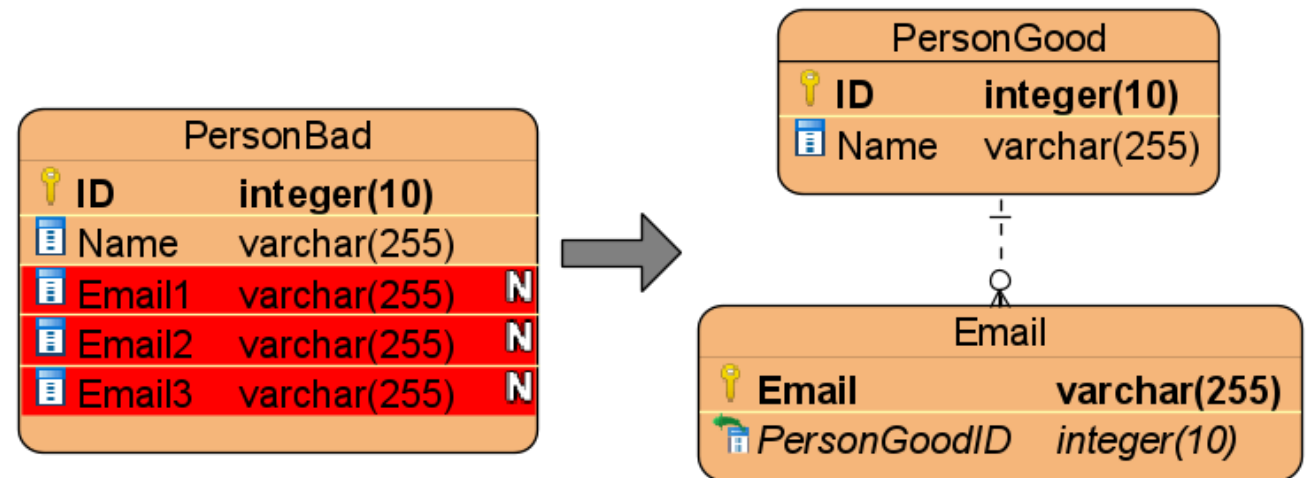 PersonBad
ID integer(10)
Name varchar(255)
Email1 varchar(255) N
Email2 varchar(255) N
Email3 varchar(255) N
PersonGood
ID integer(10)
Name varchar(255)
Email
Email varchar(255)
PersonGoodID integer(10)